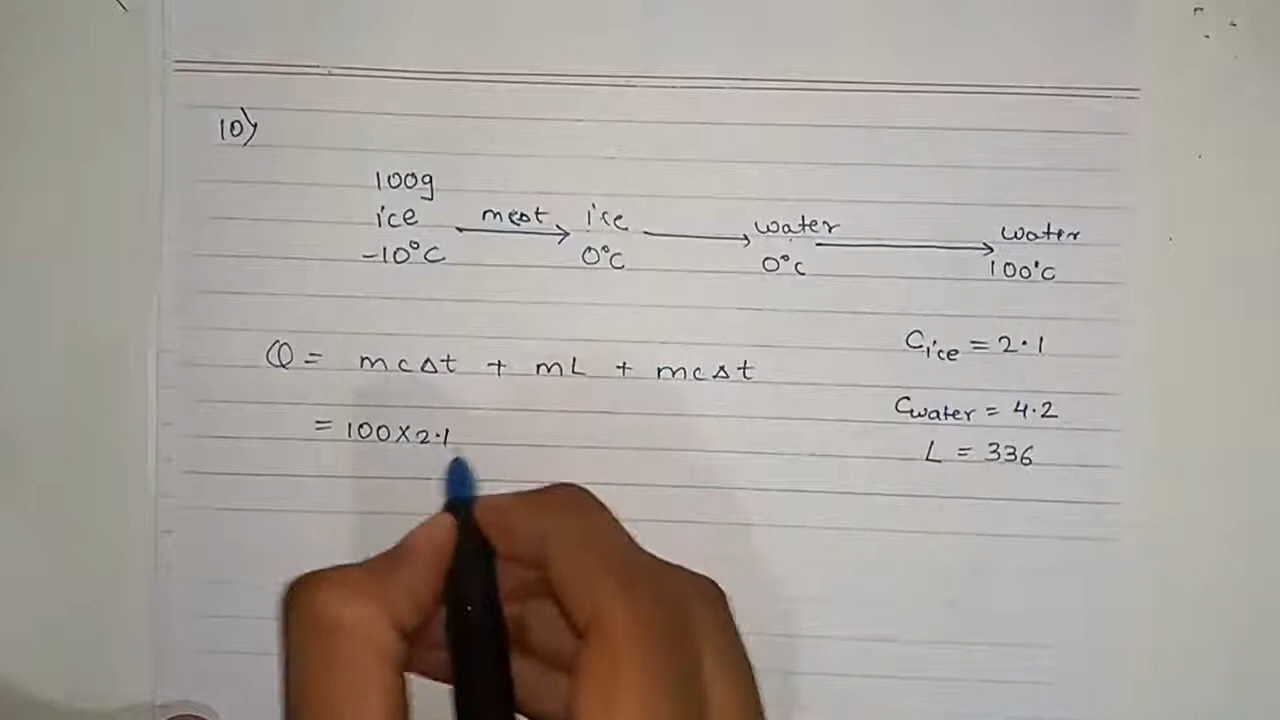 10)
100g
ice meat ice water water
-10°C 0°C 0°C 100°C
Q = mcΔt + mL + mcΔt
Cice = 2.1
= 100×2.1
Cwater = 4.2
L = 336